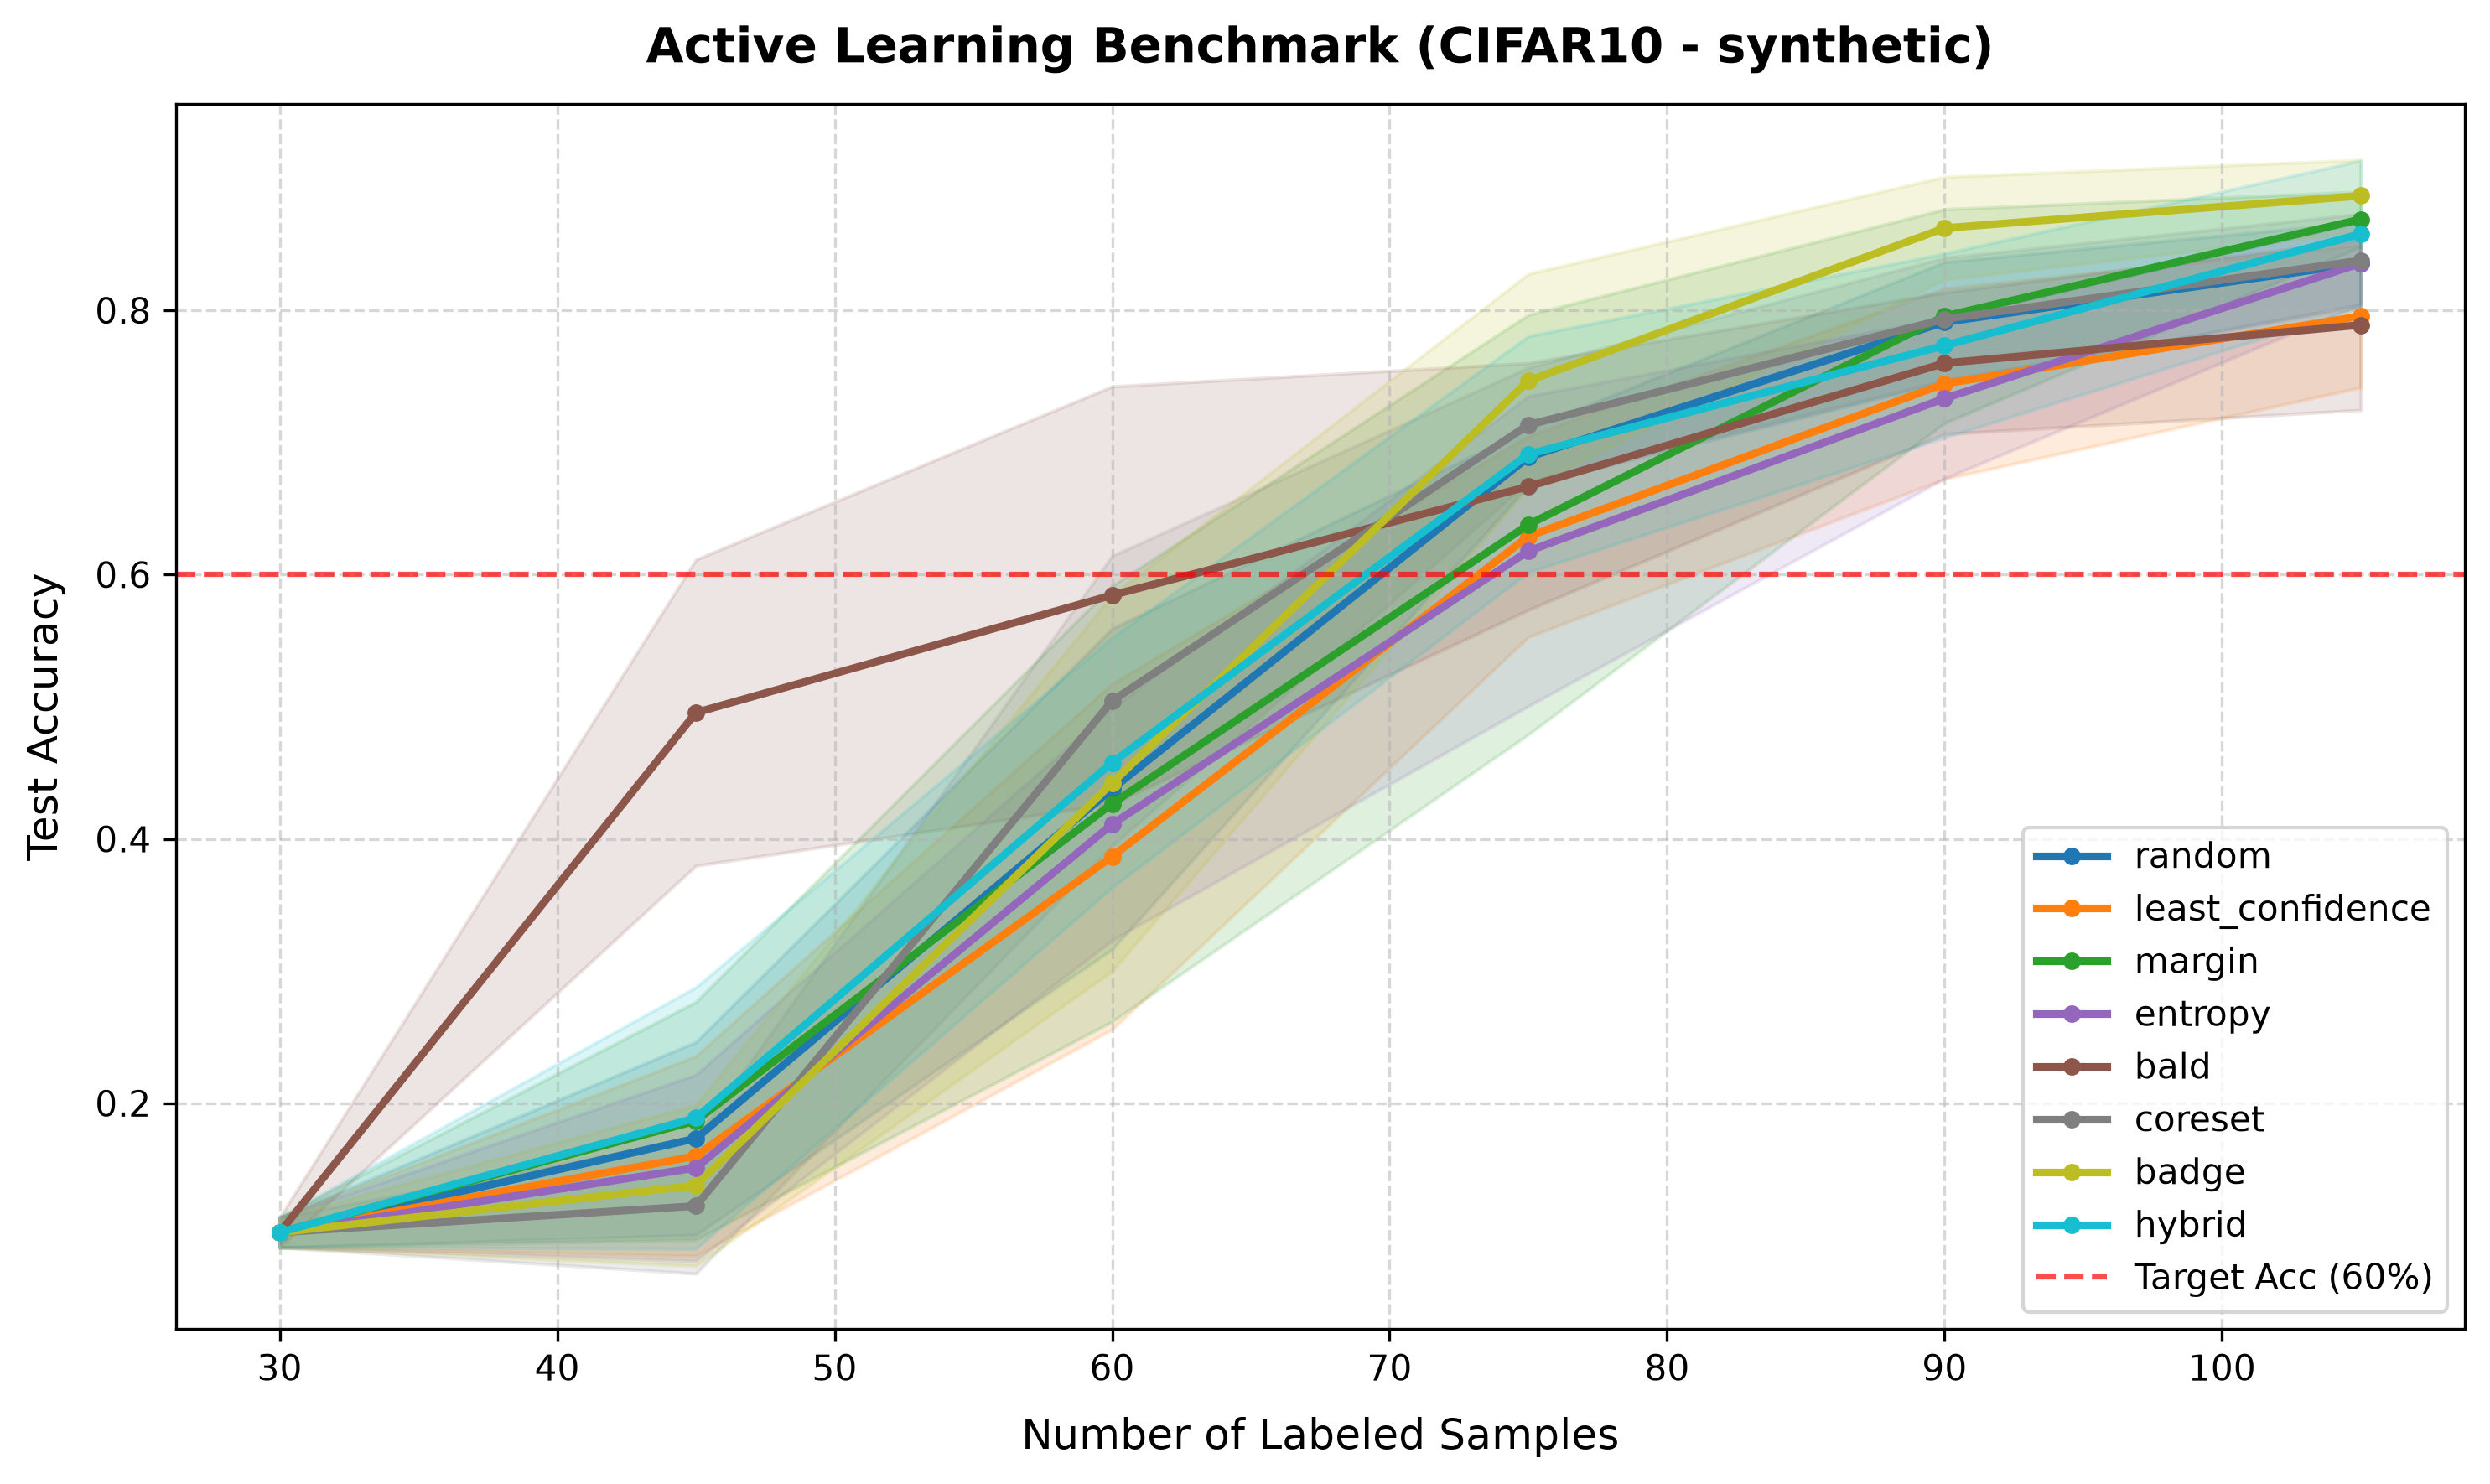 Active Learning Benchmark (CIFAR10 - synthetic)
Test Accuracy
0.8
0.6
0.4
0.2
30 40 50 60 70 80 90 100
Number of Labeled Samples
random
least_confidence
margin
entropy
bald
coreset
badge
hybrid
Target Acc (60%)